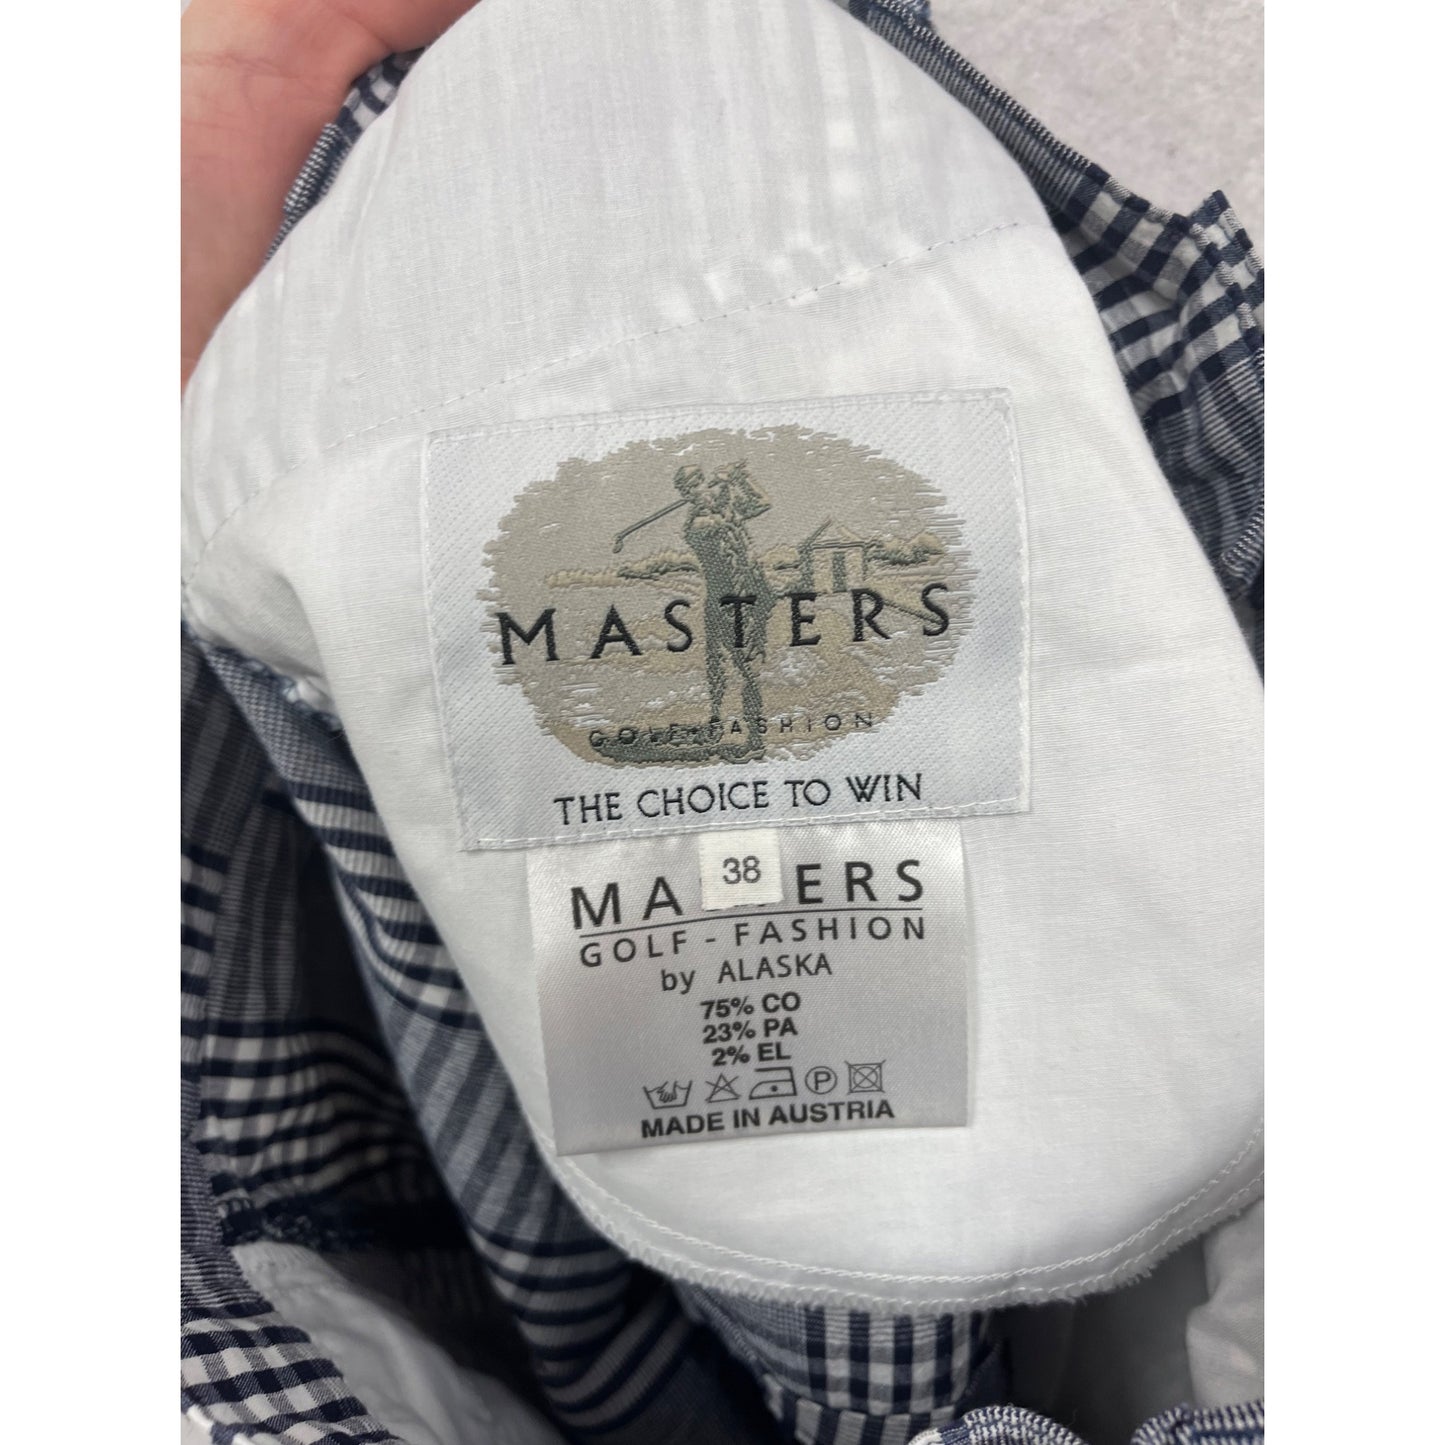 MASTERS
GOLF-FASHION
THE CHOICE TO WIN
38
MA ERS
GOLF - FASHION
by ALASKA
75% CO
23% PA
2% EL
P
MADE IN AUSTRIA